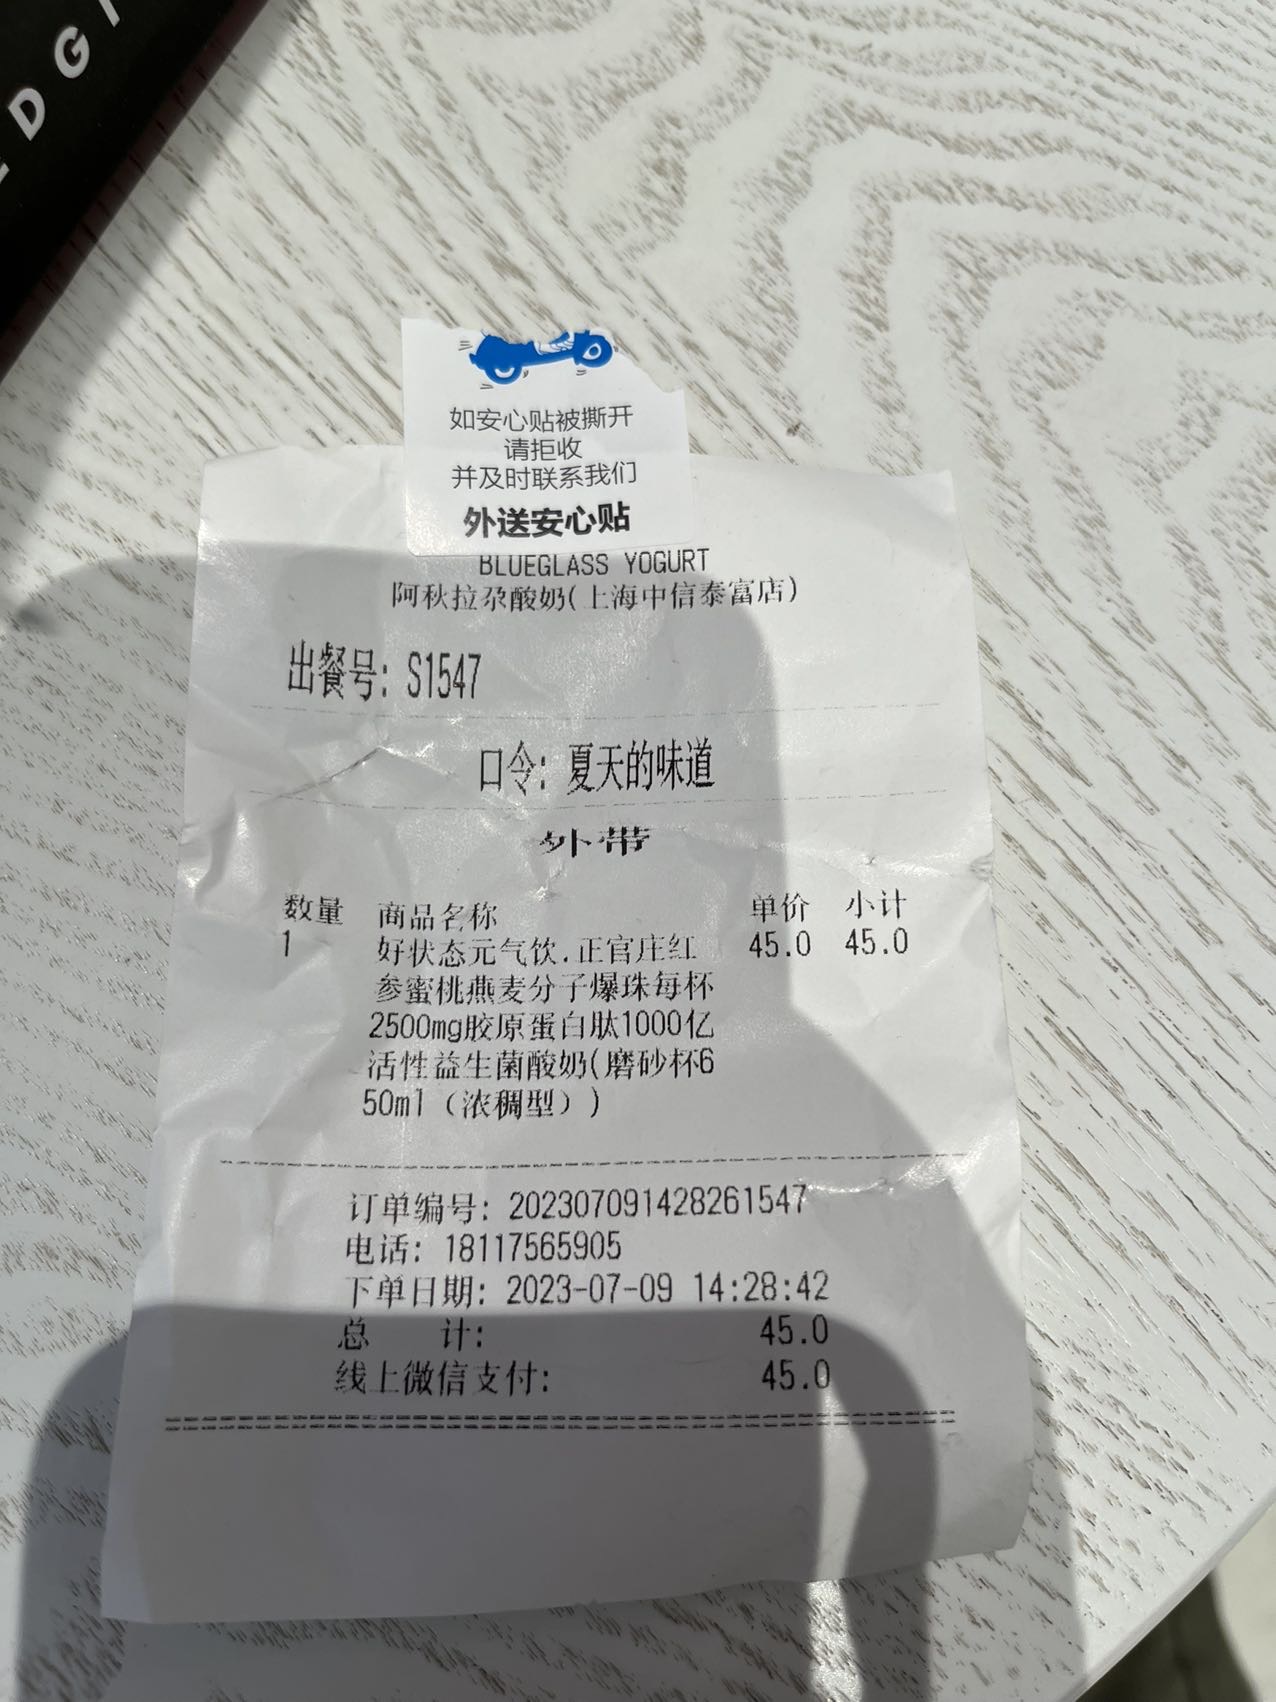 EDGI
如安心贴被撕开
请拒收
并及时联系我们
外送安心贴
BLUEGLASS YOGURT
阿秋拉尕酸奶(上海中信泰富店)
出餐号: S1547
口令: 夏天的味道
外带
数量 商品名称 单价 小计
1 好状态元气饮.正官庄红 45.0 45.0
参蜜桃燕麦分子爆珠每杯
2500mg胶原蛋白肽1000亿
活性益生菌酸奶(磨砂杯6
50ml（浓稠型）)
订单编号: 202307091428261547
电话: 18117565905
下单日期: 2023-07-09 14:28:42
总 计: 45.0
线上微信支付: 45.0